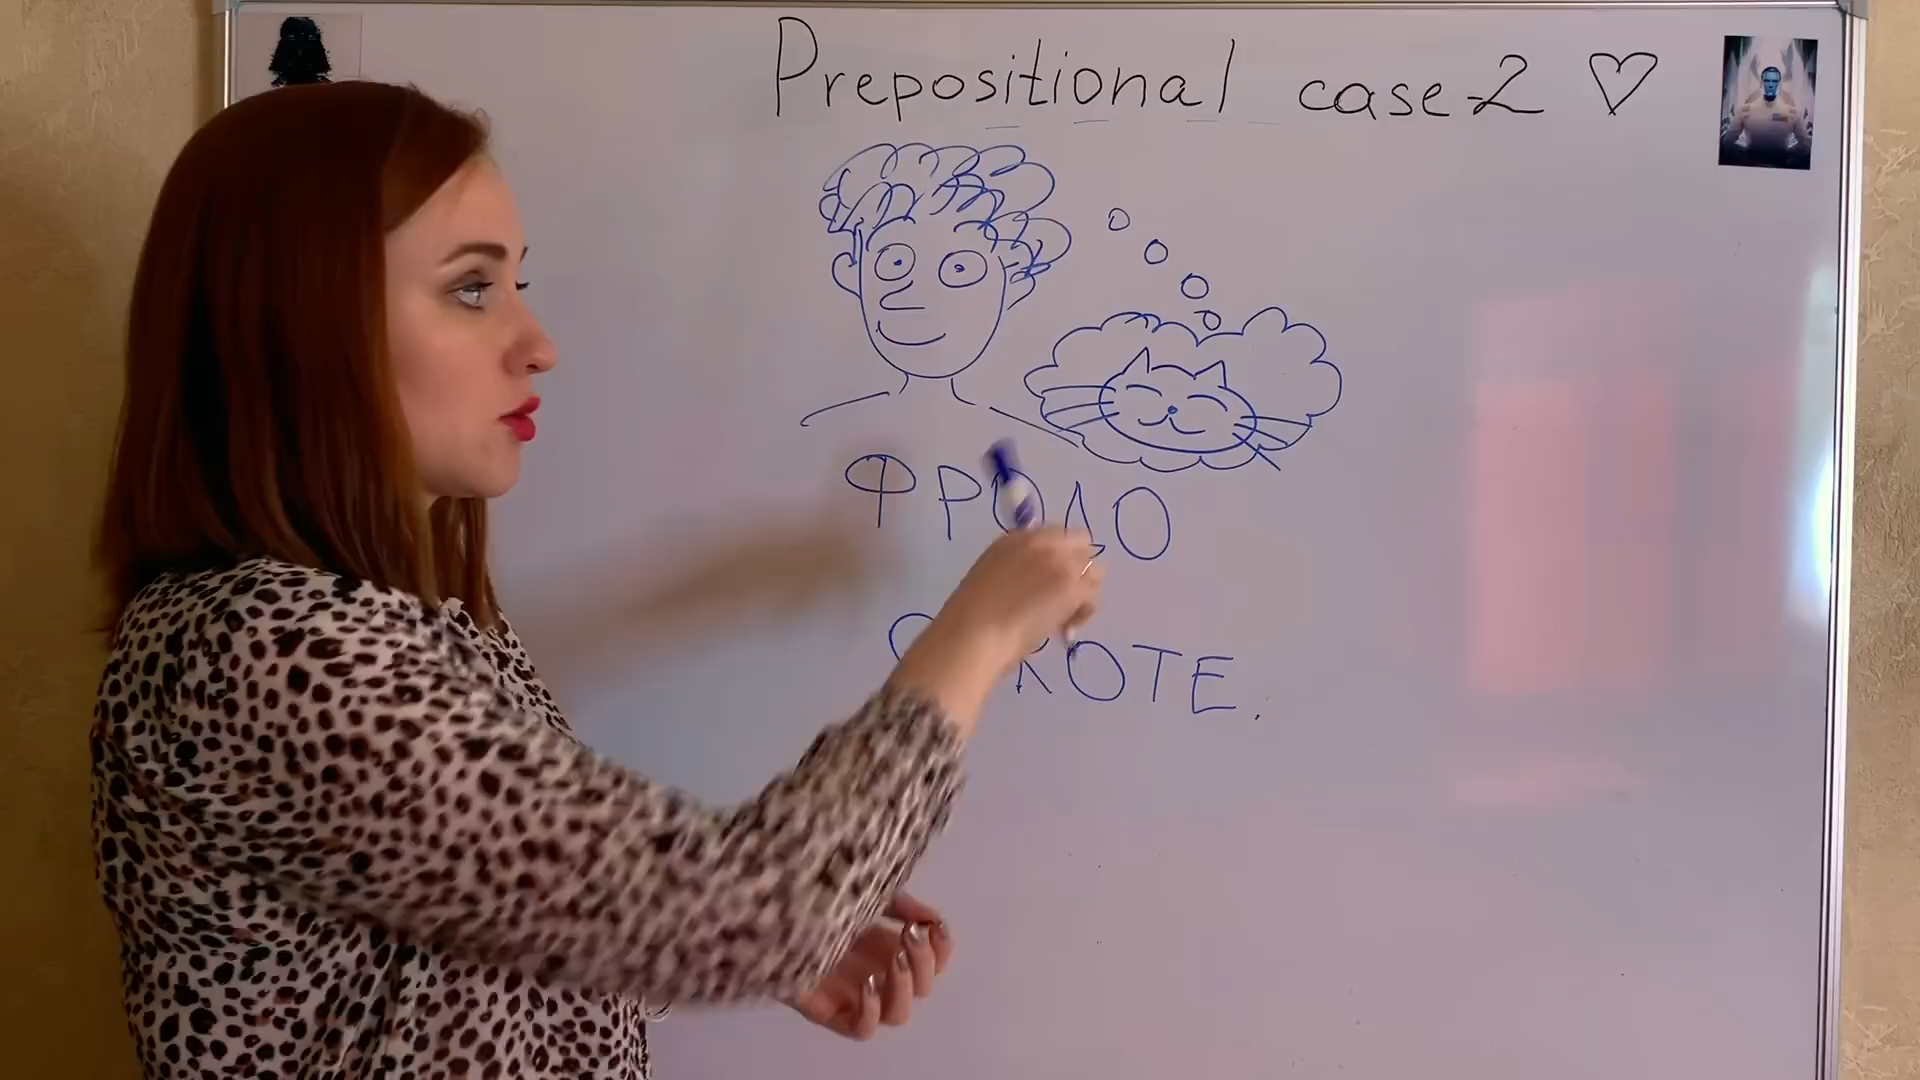 Prepositional case-2 ♡
ФРОДО
О КОТЕ.